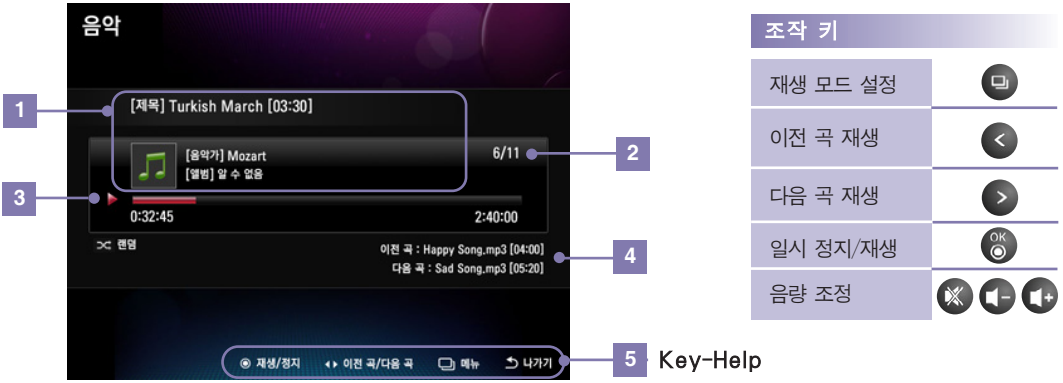 음악
1
[제목] Turkish March [03:30]
[음악가] Mozart
[앨범] 알 수 없음
6/11
2
3
0:32:45
2:40:00
랜덤
이전 곡 : Happy Song.mp3 [04:00]
다음 곡 : Sad Song.mp3 [05:20]
4
재생/정지
이전 곡/다음 곡
메뉴
나가기
5
Key-Help
조작 키
재생 모드 설정
이전 곡 재생
다음 곡 재생
일시 정지/재생
OK
음량 조정